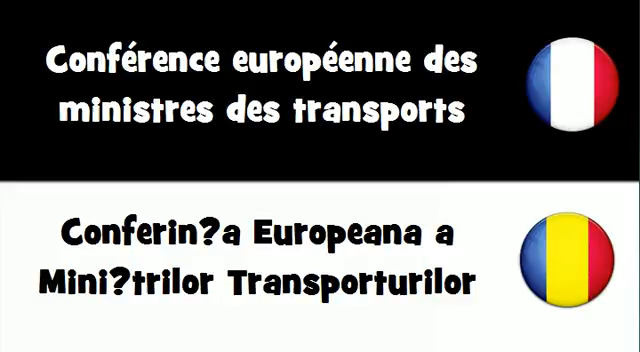 Conférence européenne des
ministres des transports
Conferin?a Europeana a
Mini?trilor Transporturilor